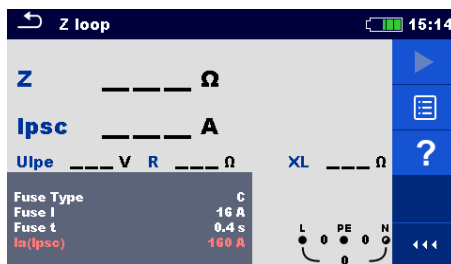 Z loop 15:14
Z ___ Ω
Ipsc ___ A
Ulpe ___ V R ___ Ω XL ___ Ω
?
Fuse Type C
Fuse I 16 A
Fuse t 0.4 s
Ia(Ipsc) 160 A
L PE N
0 0
0